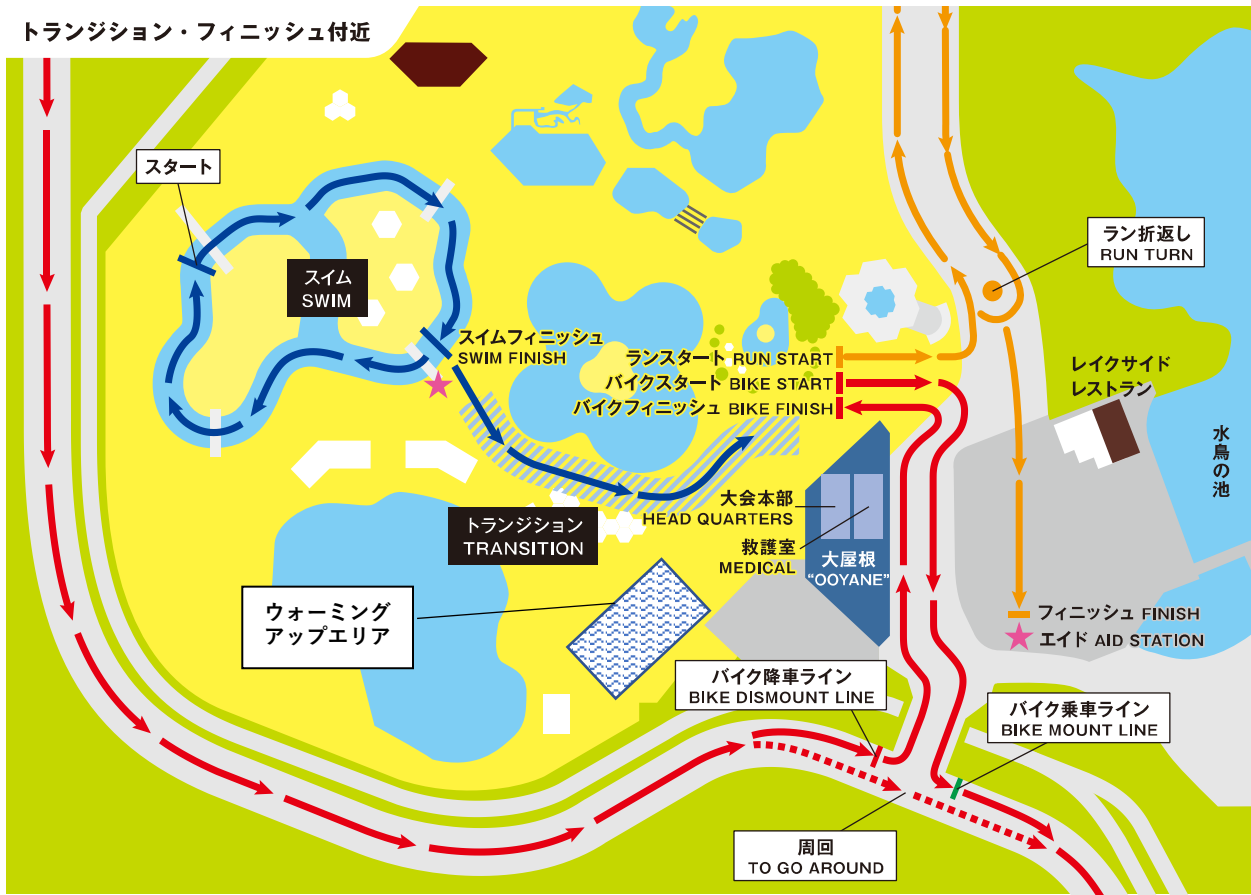 トランジション・フィニッシュ付近
スタート
スイム
SWIM
スイムフィニッシュ
SWIM FINISH
ラン折返し
RUN TURN
ランスタート RUN START
バイクスタート BIKE START
バイクフィニッシュ BIKE FINISH
レイクサイド
レストラン
水鳥の池
大会本部
HEAD QUARTERS
救護室
MEDICAL
大屋根
“OOYANE”
トランジション
TRANSITION
ウォーミング
アップエリア
フィニッシュ FINISH
エイド AID STATION
バイク降車ライン
BIKE DISMOUNT LINE
バイク乗車ライン
BIKE MOUNT LINE
周回
TO GO AROUND